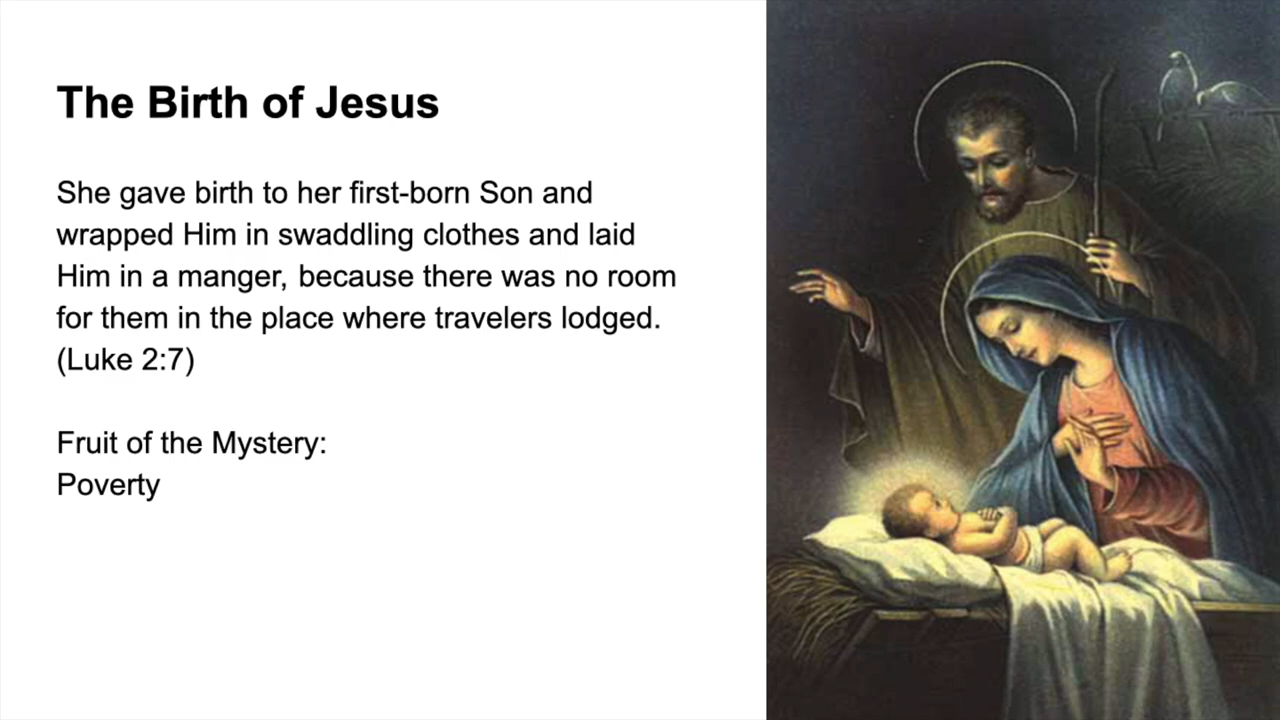 The Birth of Jesus
She gave birth to her first-born Son and
wrapped Him in swaddling clothes and laid
Him in a manger, because there was no room
for them in the place where travelers lodged.
(Luke 2:7)
Fruit of the Mystery:
Poverty